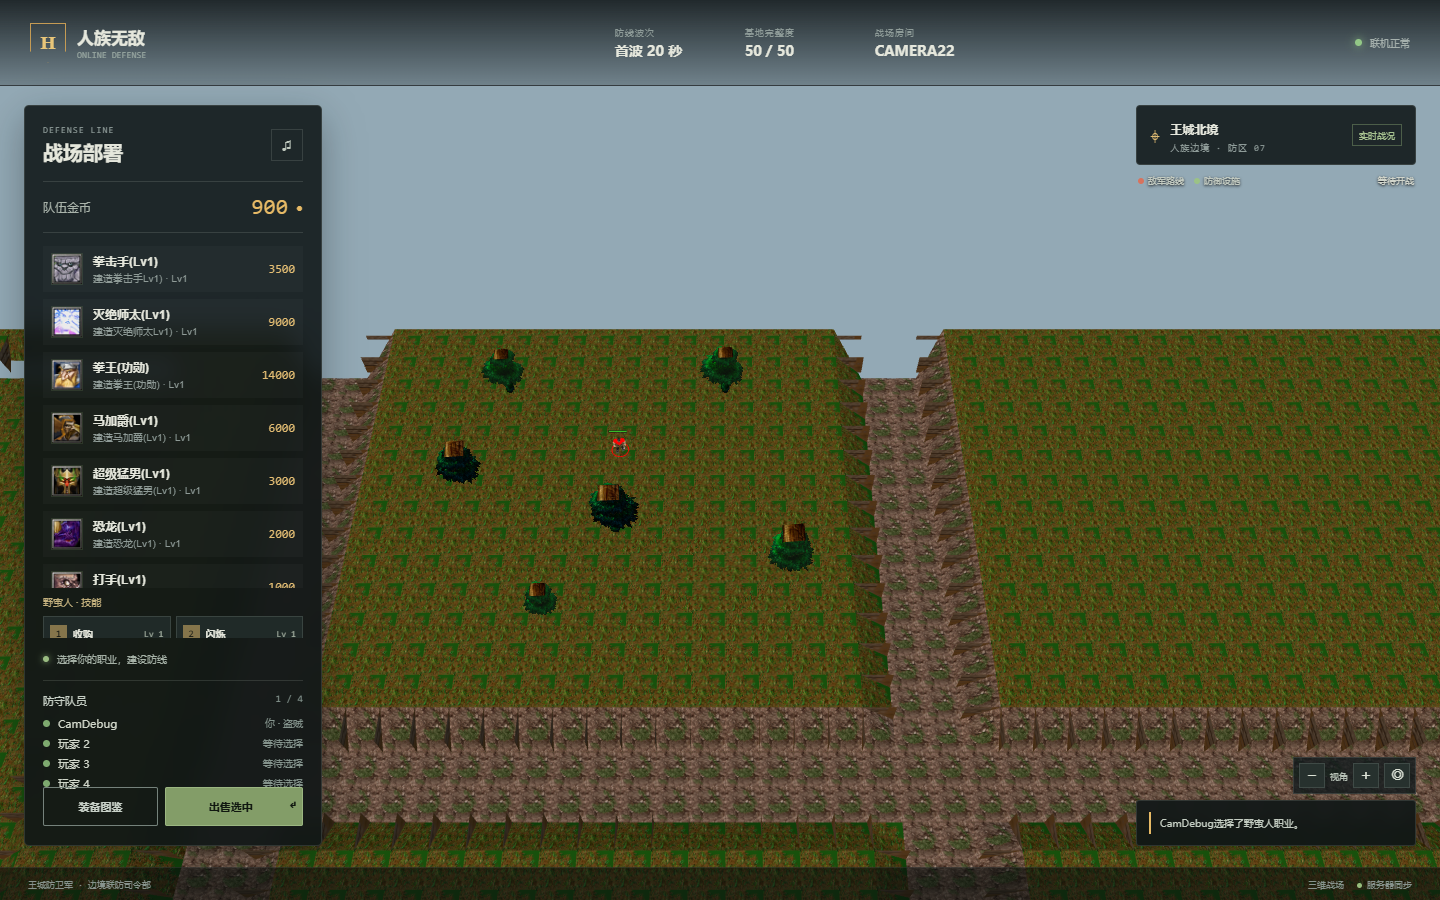 H
人族无敌
ONLINE DEFENSE
防线波次
首波 20 秒
基地完整度
50 / 50
战场房间
CAMERA22
联机正常
DEFENSE LINE
战场部署
队伍金币
900
拳击手(Lv1)
建造拳击手Lv1) · Lv1
3500
灭绝师太(Lv1)
建造灭绝师太Lv1) · Lv1
9000
拳王(功勋)
建造拳王(功勋) · Lv1
14000
马加爵(Lv1)
建造马加爵(Lv1) · Lv1
6000
超级猛男(Lv1)
建造超级猛男(Lv1) · Lv1
3000
恐龙(Lv1)
建造恐龙(Lv1) · Lv1
2000
打手(Lv1)
1000
野蛮人 · 技能
1 收购 Lv 1
2 闪烁 Lv 1
选择你的职业，建设防线
防守队员
1 / 4
CamDebug
你 · 盗贼
玩家 2
等待选择
玩家 3
等待选择
玩家 4
等待选择
装备图鉴
出售选中
王城北境
人族边境 · 防区 07
实时战况
敌军路线
防御设施
等待开战
− 视角 +
CamDebug选择了野蛮人职业。
王城防卫军 · 边境联防司令部
三维战场
服务器同步